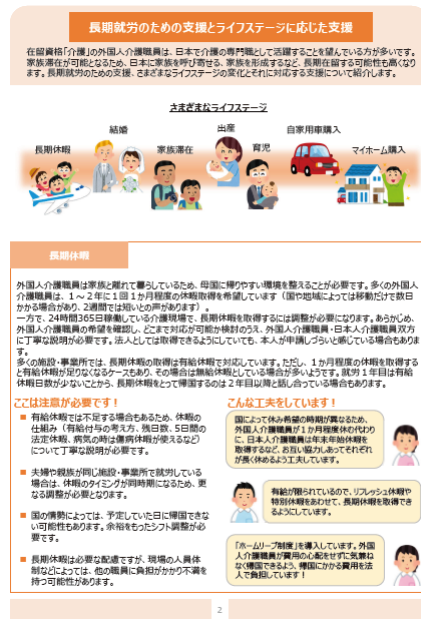 長期就労のための支援とライフステージに応じた支援
在留資格「介護」の外国人介護職員は、日本で介護の専門職として活躍することを望んでいる方が多いです。
家族滞在が可能となるため、日本に家族を呼び寄せる、家族を形成するなど、長期在留する可能性も高くなり
ます。長期就労のための支援、さまざまなライフステージの変化とそれに対応する支援について紹介します。
さまざまなライフステージ
長期休暇
結婚
家族滞在
出産
育児
自家用車購入
マイホーム購入
長期休暇
外国人介護職員は家族と離れて暮らしているため、母国に帰りやすい環境を整えることが必要です。多くの外国人
介護職員は、１～２年に１回１か月程度の休暇取得を希望しています（国や地域によっては移動だけで数日
かかる場合があり、2週間では短いとの声があります）。
一方で、24時間365日稼働している介護現場で、長期休暇を取得するには調整が必要になります。あらかじめ、
外国人介護職員の希望を確認し、どこまで対応が可能か検討のうえ、外国人介護職員・日本人介護職員双方
に丁寧な説明が必要です。法人としては取得できるようにしていても、本人が申請しづらいと感じている場合もありま
す。
多くの施設・事業所では、長期休暇の取得は有給休暇で対応しています。ただし、１か月程度の休暇を取得する
と有給休暇が足りなくなるケースもあり、その場合は無給休暇としている場合が多いようです。就労１年目は有給
休暇日数が少ないことから、長期休暇をとって帰国するのは２年目以降と話し合っている場合もあります。
ここは注意が必要です！
有給休暇では不足する場合もあるため、休暇の
仕組み（有給付与の考え方、残日数、5日間の
法定休暇、病気の時は傷病休暇が使えるなど）
について丁寧な説明が必要です。
夫婦や親族が同じ施設・事業所で就労している
場合は、休暇のタイミングが同時期になるため、更
なる調整が必要となります。
国の情勢によっては、予定していた日に帰国できな
い可能性もあります。余裕をもったシフト調整が必
要です。
長期休暇は必要な配慮ですが、現場の人員体
制などによっては、他の職員に負担がかかり不満を
持つ可能性があります。
こんな工夫をしています！
国によって休み希望の時期が異なるため、
外国人介護職員が１か月程度休む代わり
に、日本人介護職員は年末年始休暇を
取得するなど、お互い協力しあってそれぞれ
が長く休めるよう工夫しています。
有給が限られているので、リフレッシュ休暇や
特別休暇をあわせて、長期休暇を取得でき
るようにしています。
「ホームリーブ制度」を導入しています。外国
人介護職員が費用の心配をせずに気兼ね
なく帰国できるよう、帰国にかかる費用を法
人で負担しています！
2